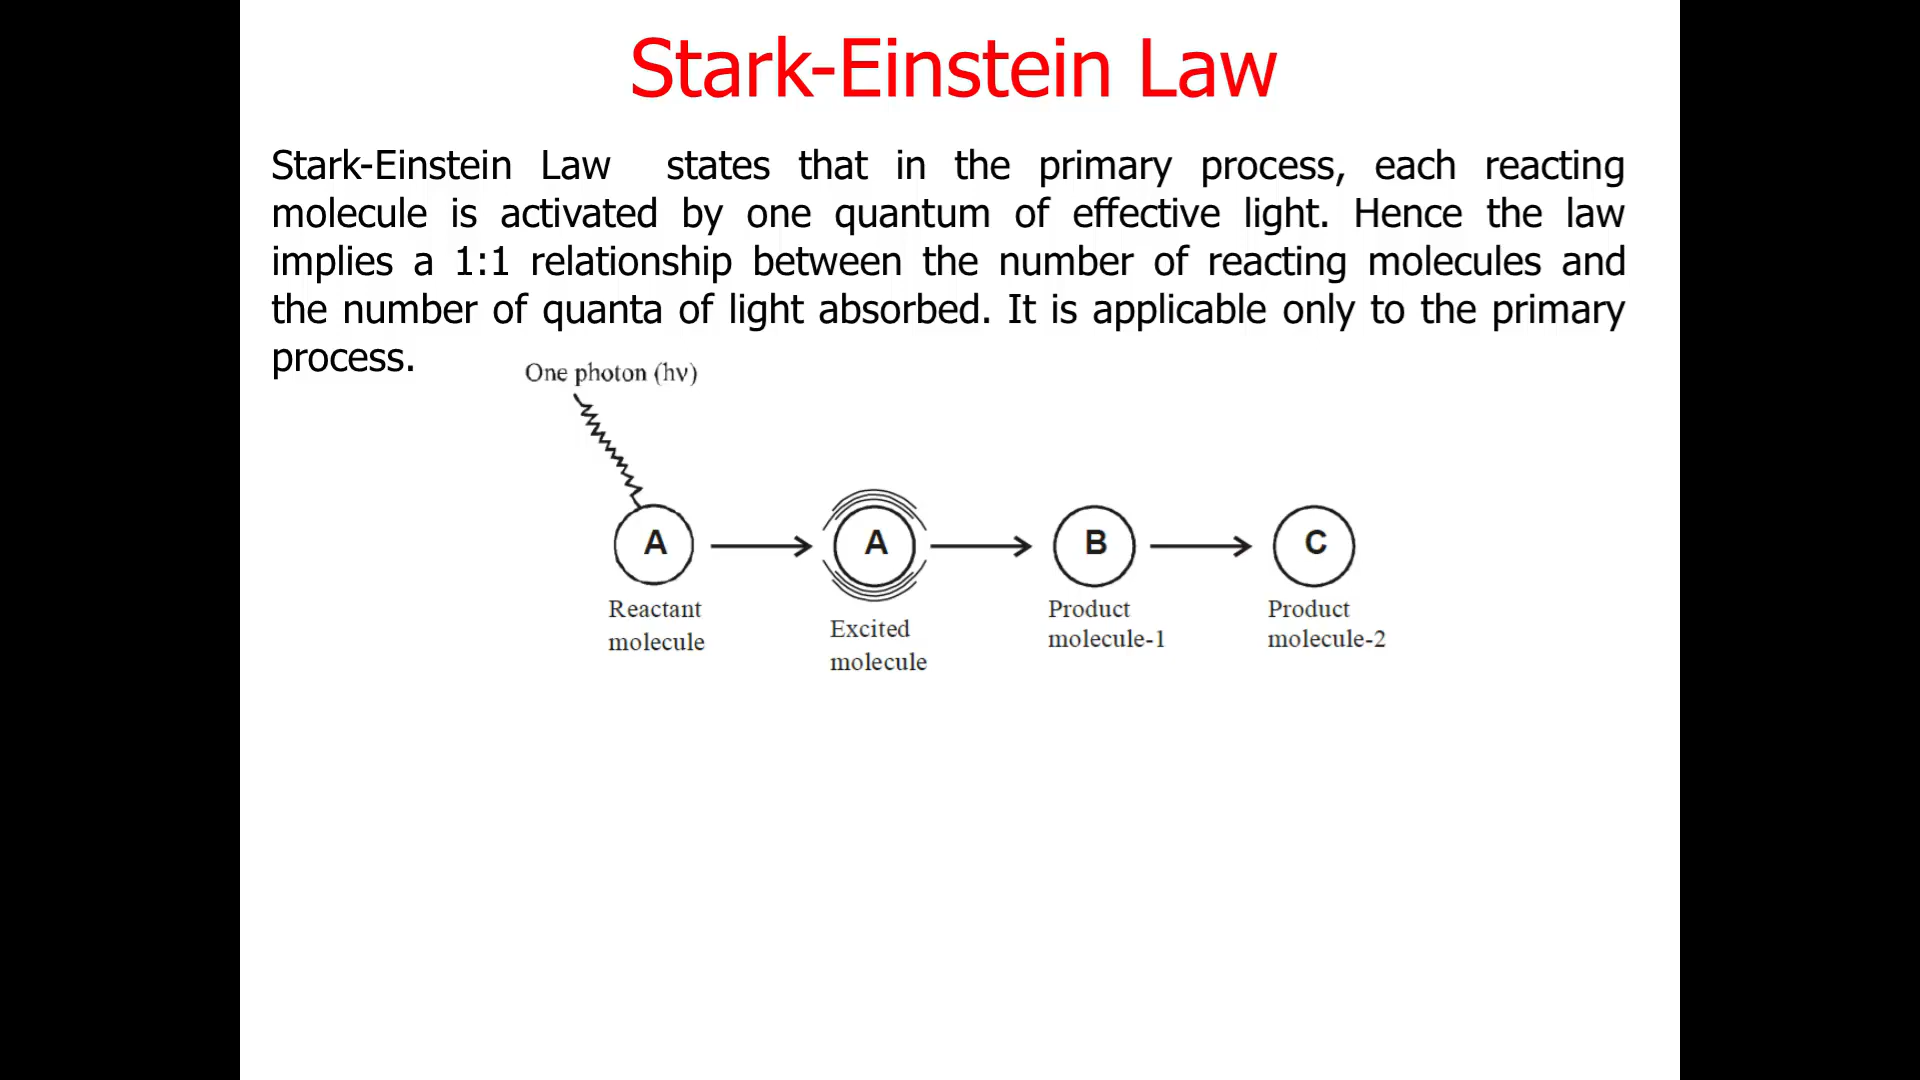 Stark-Einstein Law
Stark-Einstein Law states that in the primary process, each reacting
molecule is activated by one quantum of effective light. Hence the law
implies a 1:1 relationship between the number of reacting molecules and
the number of quanta of light absorbed. It is applicable only to the primary
process.
One photon (hν)
A
A
B
C
Reactant
molecule
Excited
molecule
Product
molecule-1
Product
molecule-2